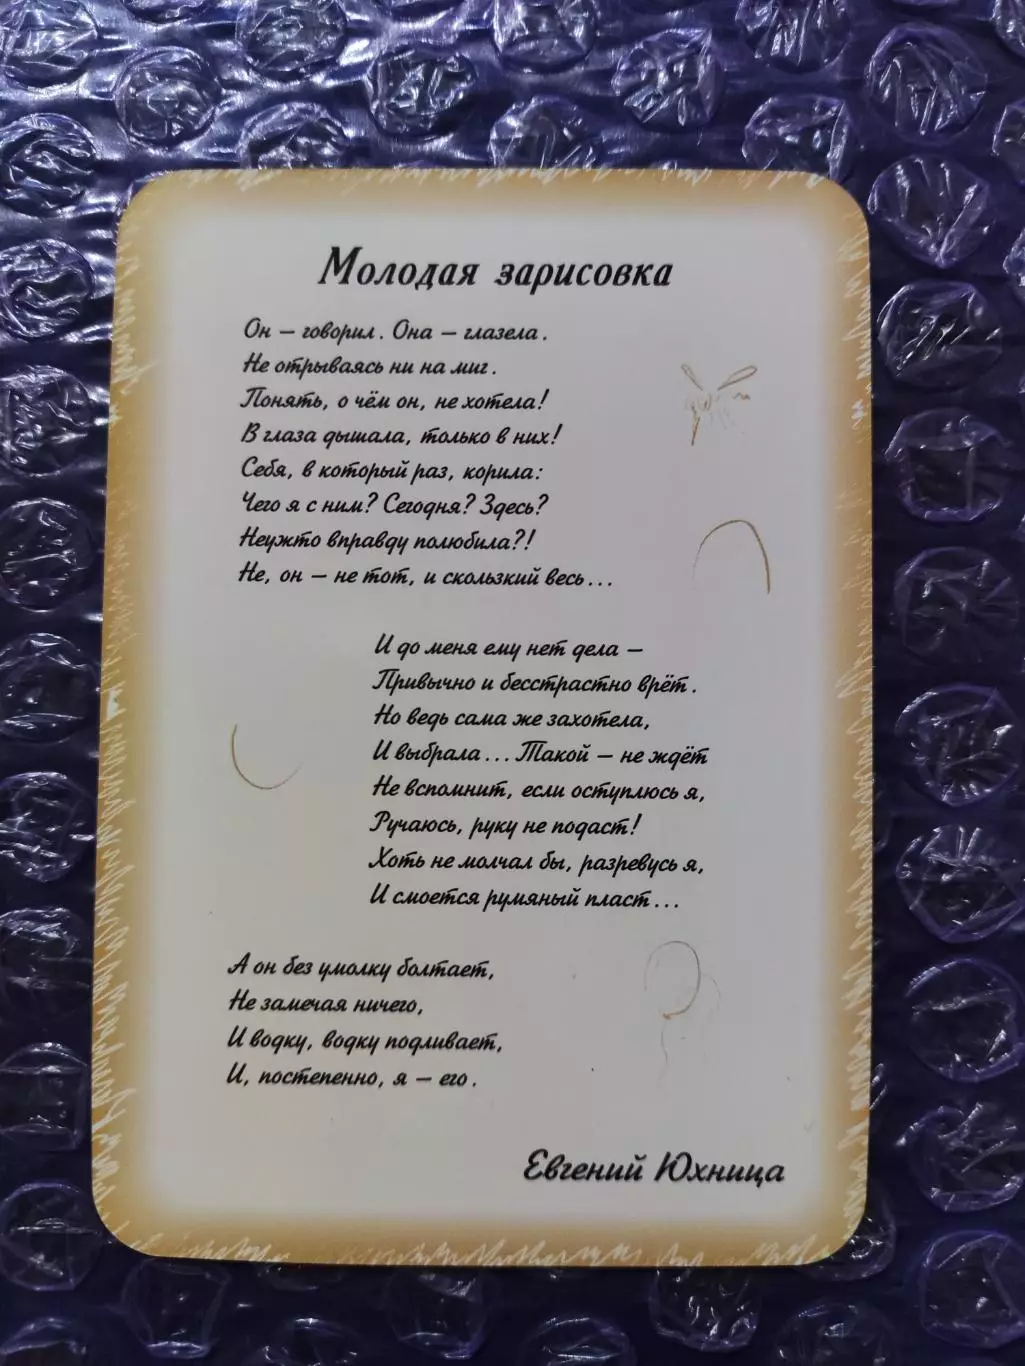 Молодая зарисовка
Он – говорил. Она – глазела.
Не отрываясь ни на миг.
Понять, о чём он, не хотела!
В глаза дышала, только в них!
Себя, в который раз, корила:
Чего я с ним? Сегодня? Здесь?
Неужто вправду полюбила?!
Не, он – не тот, и скользкий весь...
И до меня ему нет дела –
Привычно и бесстрастно врёт.
Но ведь сама же захотела,
И выбрала... Такой – не ждёт
Не вспомнит, если оступлюсь я,
Ручаюсь, руку не подаст!
Хоть не молчал бы, разревусь я,
И смоется румяный пласт...
А он без умолку болтает,
Не замечая ничего,
И водку, водку подливает,
И, постепенно, я – его.
Евгений Юхница